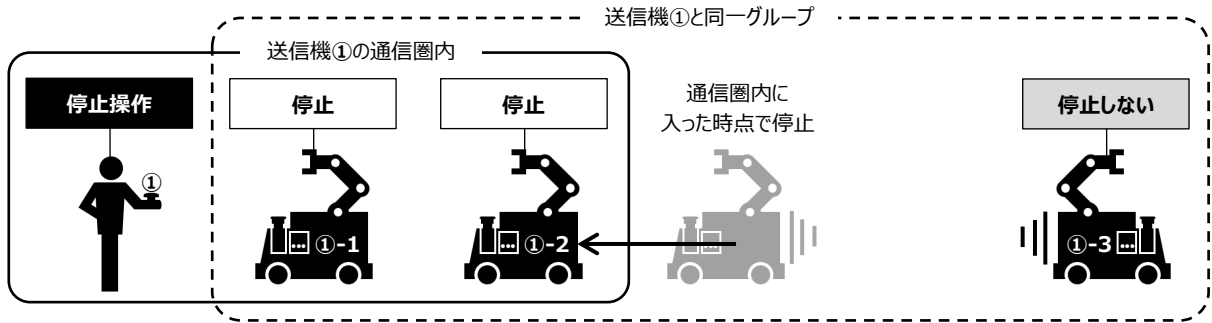 送信機①と同一グループ
送信機①の通信圏内
停止操作
停止
停止
通信圏内に
入った時点で停止
停止しない
①
①-1
①-2
①-3